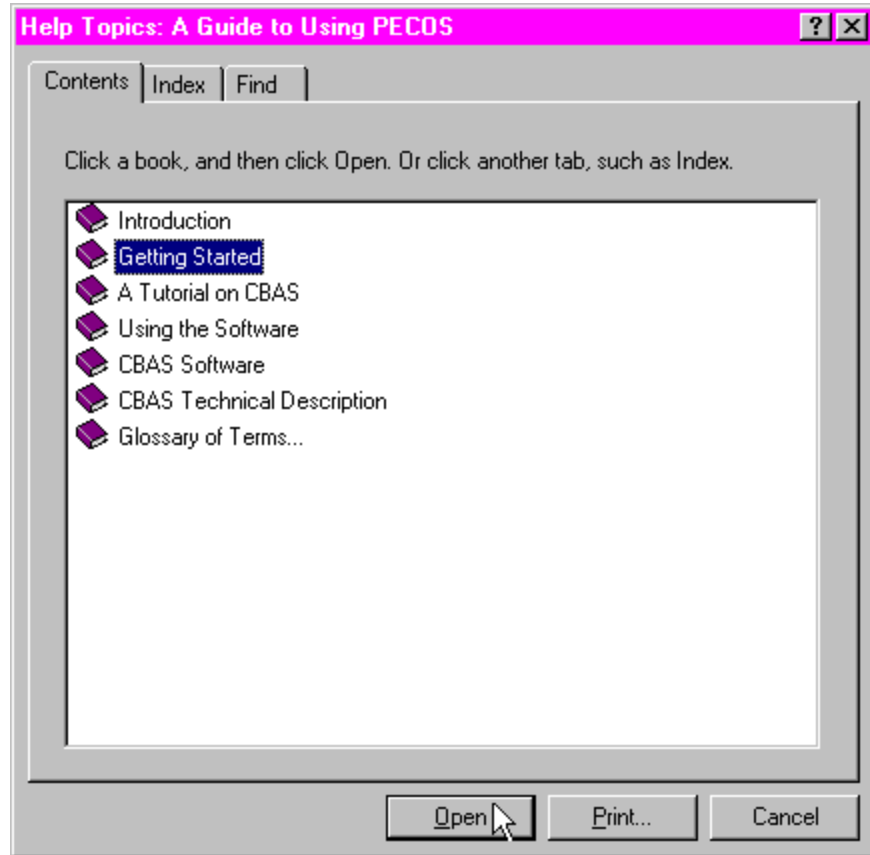 Help Topics: A Guide to Using PECOS
Contents Index Find
Click a book, and then click Open. Or click another tab, such as Index.
Introduction
Getting Started
A Tutorial on CBAS
Using the Software
CBAS Software
CBAS Technical Description
Glossary of Terms...
Open Print... Cancel